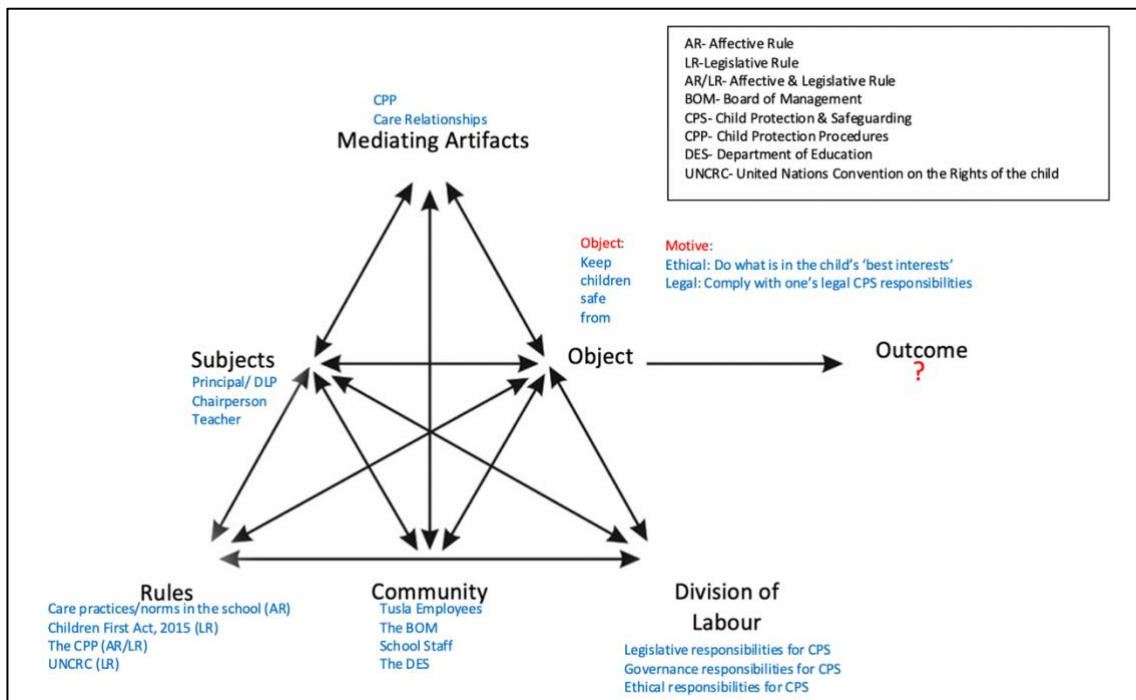 AR- Affective Rule
LR-Legislative Rule
AR/LR- Affective & Legislative Rule
BOM- Board of Management
CPS- Child Protection & Safeguarding
CPP- Child Protection Procedures
DES- Department of Education
UNCRC- United Nations Convention on the Rights of the child
CPP
Care Relationships
Mediating Artifacts
Object:
Keep
children
safe
from
Motive:
Ethical: Do what is in the child's ‘best interests’
Legal: Comply with one's legal CPS responsibilities
Subjects
Principal/ DLP
Chairperson
Teacher
Object
Outcome
?
Rules
Care practices/norms in the school (AR)
Children First Act, 2015 (LR)
The CPP (AR/LR)
UNCRC (LR)
Community
Tusla Employees
The BOM
School Staff
The DES
Division of
Labour
Legislative responsibilities for CPS
Governance responsibilities for CPS
Ethical responsibilities for CPS